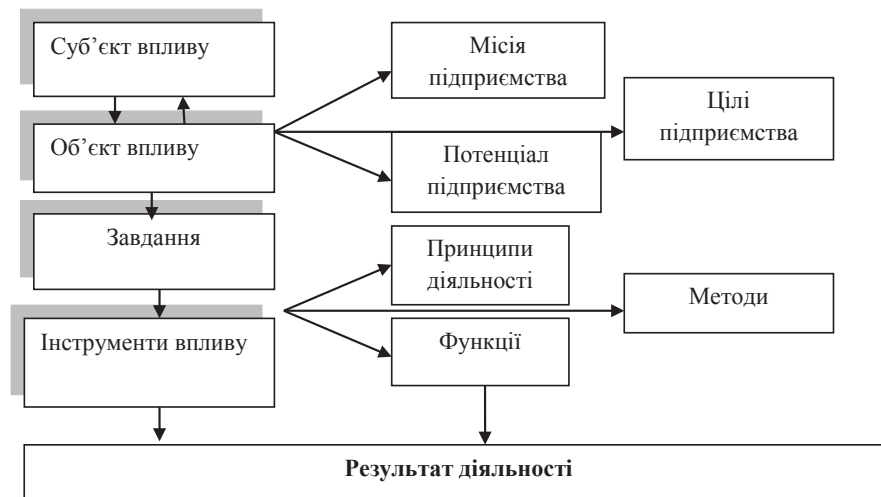 Суб’єкт впливу
Місія
підприємства
Цілі
підприємства
Об’єкт впливу
Потенціал
підприємства
Завдання
Принципи
діяльності
Методи
Інструменти впливу
Функції
Результат діяльності